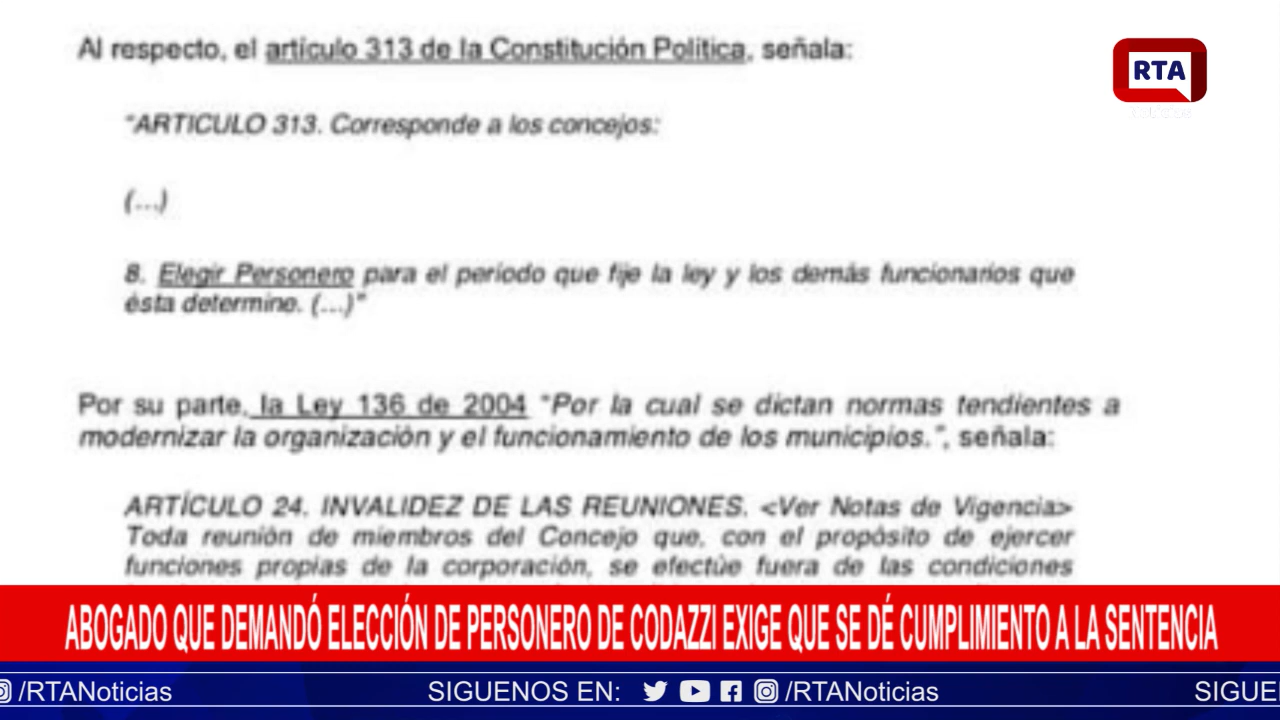 Al respecto, el artículo 313 de la Constitución Política, señala:
RTA
"ARTICULO 313. Corresponde a los concejos:
(...)
8. Elegir Personero para el periodo que fije la ley y los demás funcionarios que
ésta determine. (...)"
Por su parte, la Ley 136 de 2004 "Por la cual se dictan normas tendientes a
modernizar la organización y el funcionamiento de los municipios.", señala:
ARTÍCULO 24. INVALIDEZ DE LAS REUNIONES. <Ver Notas de Vigencia>
Toda reunión de miembros del Concejo que, con el propósito de ejercer
funciones propias de la corporación, se efectúe fuera de las condiciones
ABOGADO QUE DEMANDÓ ELECCIÓN DE PERSONERO DE CODAZZI EXIGE QUE SE DÉ CUMPLIMIENTO A LA SENTENCIA
/RTANoticias SIGUENOS EN: /RTANoticias SIGUE